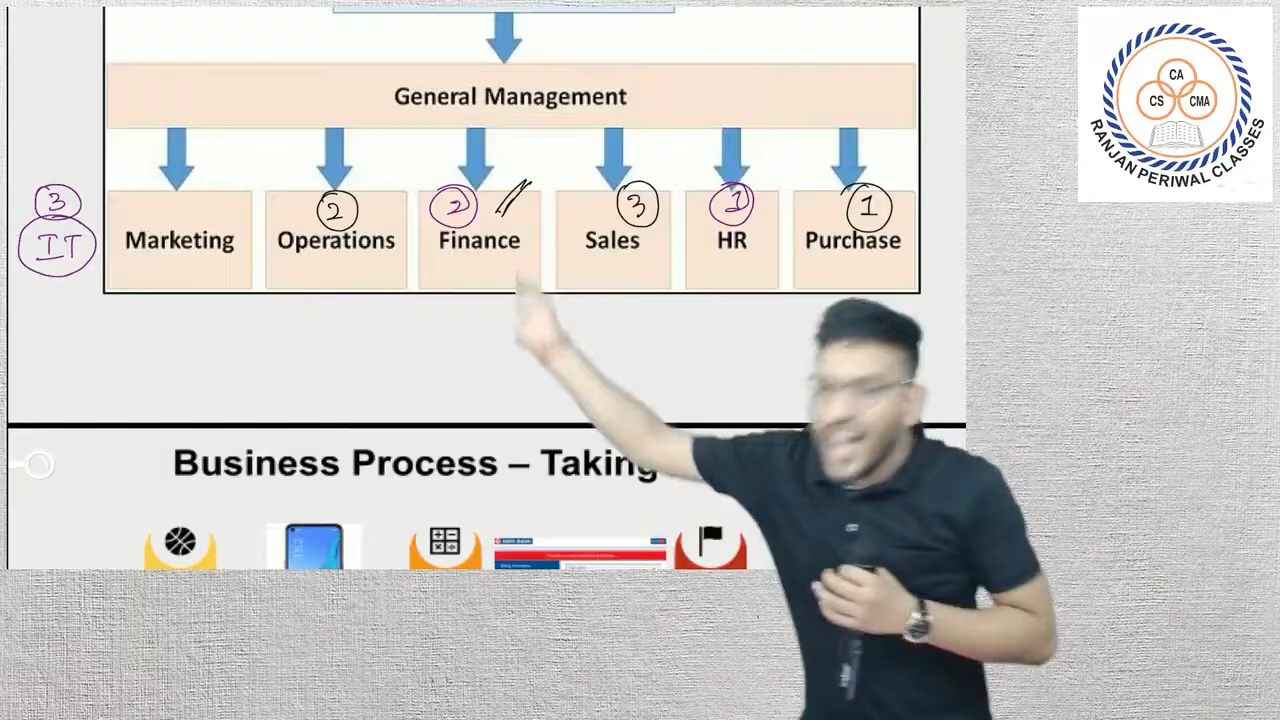 General Management
3
2
2
3
1
1
IT
Marketing
Operations
Finance
Sales
HR
Purchase
Business Process – Taking
CA
CS
CMA
RANJAN PERIWAL CLASSES